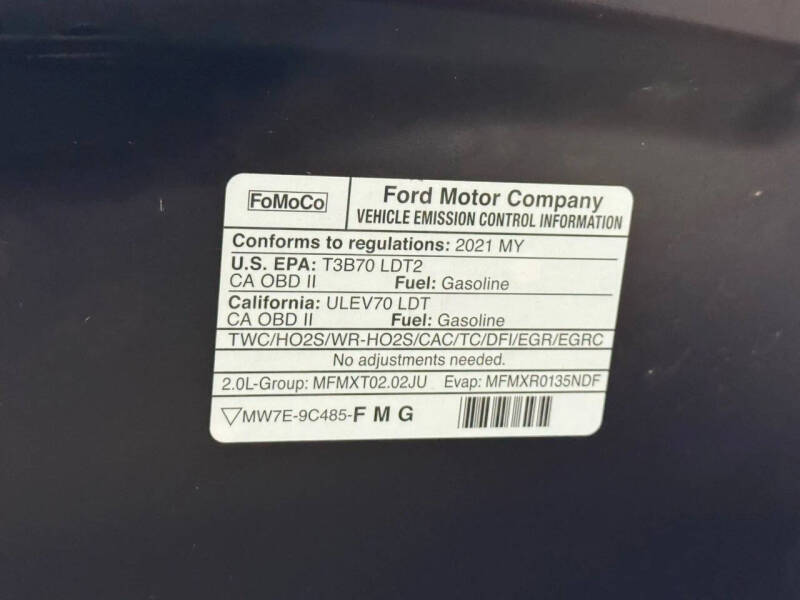 FoMoCo
Ford Motor Company
VEHICLE EMISSION CONTROL INFORMATION
Conforms to regulations: 2021 MY
U.S. EPA: T3B70 LDT2
CA OBD II Fuel: Gasoline
California: ULEV70 LDT
CA OBD II Fuel: Gasoline
TWC/HO2S/WR-HO2S/CAC/TC/DFI/EGR/EGRC
No adjustments needed.
2.0L-Group: MFMXT02.02JU Evap: MFMXR0135NDF
MW7E-9C485-F M G